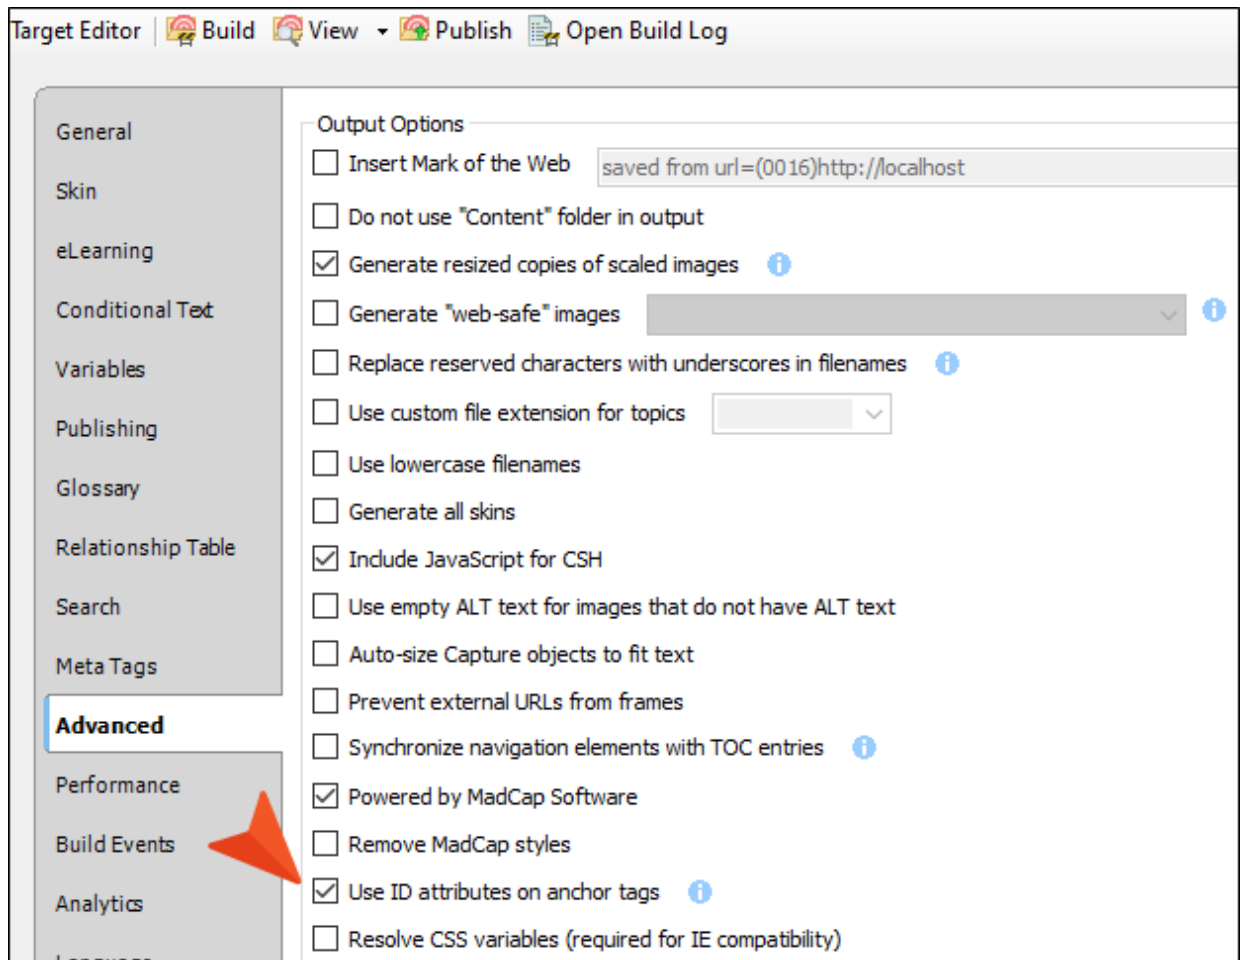 Target Editor Build View Publish Open Build Log
General
Skin
eLearning
Conditional Text
Variables
Publishing
Glossary
Relationship Table
Search
Meta Tags
Advanced
Performance
Build Events
Analytics
Output Options
Insert Mark of the Web saved from url=(0016)http://localhost
Do not use "Content" folder in output
Generate resized copies of scaled images
Generate "web-safe" images
Replace reserved characters with underscores in filenames
Use custom file extension for topics
Use lowercase filenames
Generate all skins
Include JavaScript for CSH
Use empty ALT text for images that do not have ALT text
Auto-size Capture objects to fit text
Prevent external URLs from frames
Synchronize navigation elements with TOC entries
Powered by MadCap Software
Remove MadCap styles
Use ID attributes on anchor tags
Resolve CSS variables (required for IE compatibility)